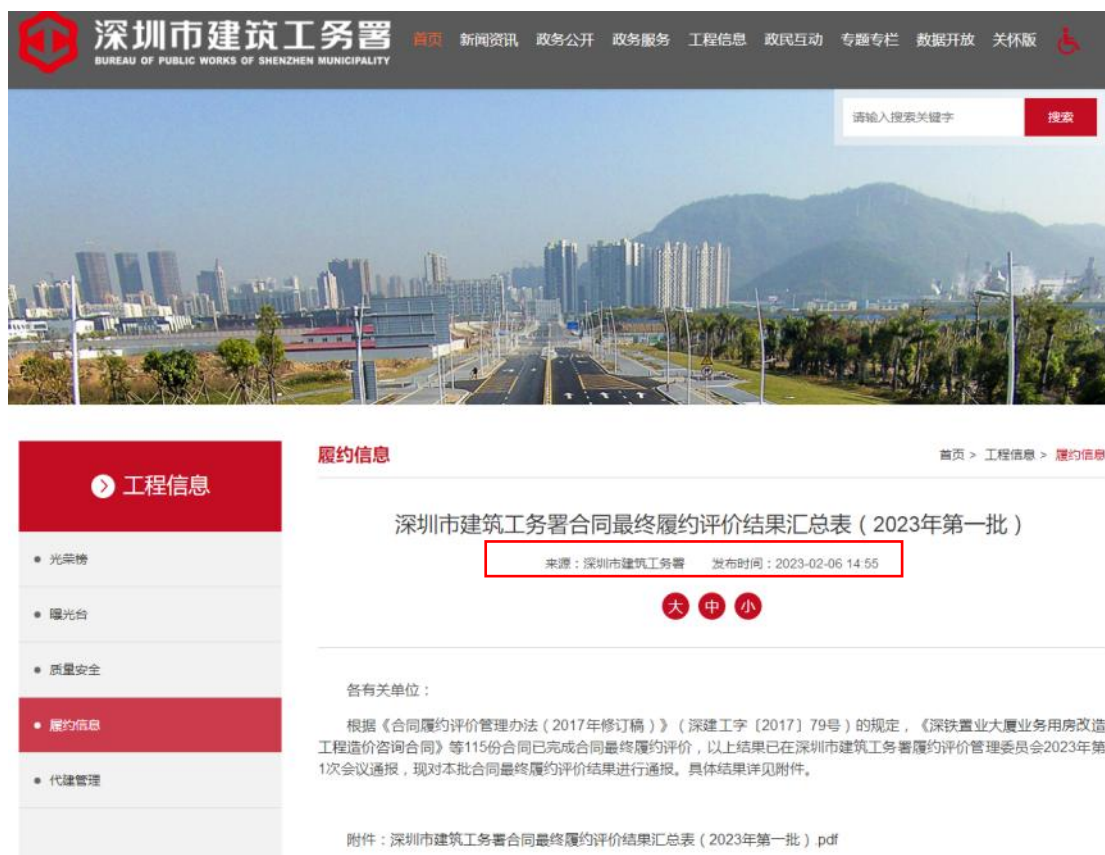 深圳市建筑工务署
BUREAU OF PUBLIC WORKS OF SHENZHEN MUNICIPALITY
首页 新闻资讯 政务公开 政务服务 工程信息 政民互动 专题专栏 数据开放 关怀版
请输入搜索关键字 搜索
工程信息
光荣榜
曝光台
质量安全
履约信息
代建管理
履约信息
首页 > 工程信息 > 履约信息
深圳市建筑工务署合同最终履约评价结果汇总表（2023年第一批）
来源：深圳市建筑工务署 发布时间：2023-02-06 14:55
大 中 小
各有关单位：
根据《合同履约评价管理办法（2017年修订稿）》（深建工字〔2017〕79号）的规定，《深铁置业大厦业务用房改造
工程造价咨询合同》等115份合同已完成合同最终履约评价，以上结果已在深圳市建筑工务署履约评价管理委员会2023年第
1次会议通报，现对本批合同最终履约评价结果进行通报。具体结果详见附件。
附件：深圳市建筑工务署合同最终履约评价结果汇总表（2023年第一批）.pdf